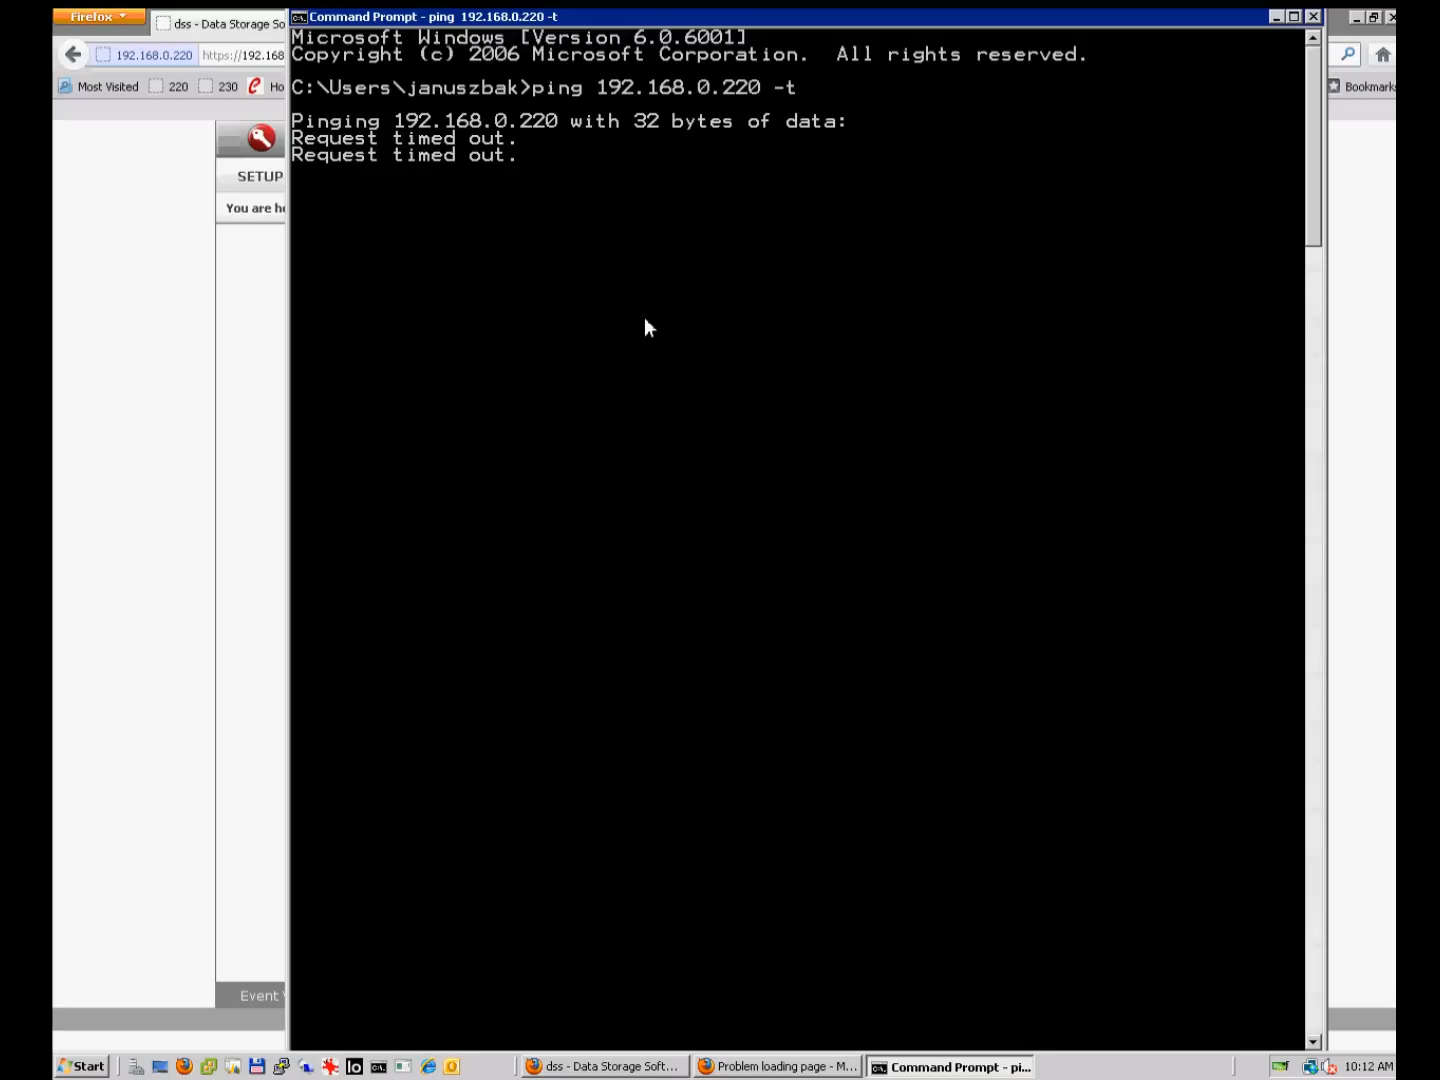 Firefox
dss - Data Storage So
Command Prompt - ping 192.168.0.220 -t
192.168.0.220 https://192.168
Most Visited 220 230 Ho
Bookmark
Microsoft Windows [Version 6.0.6001]
Copyright (c) 2006 Microsoft Corporation. All rights reserved.
C:\Users\januszbak>ping 192.168.0.220 -t
Pinging 192.168.0.220 with 32 bytes of data:
Request timed out.
Request timed out.
SETUP
You are he
Event
Start
dss - Data Storage Soft...
Problem loading page - M...
Command Prompt - pi...
10:12 AM